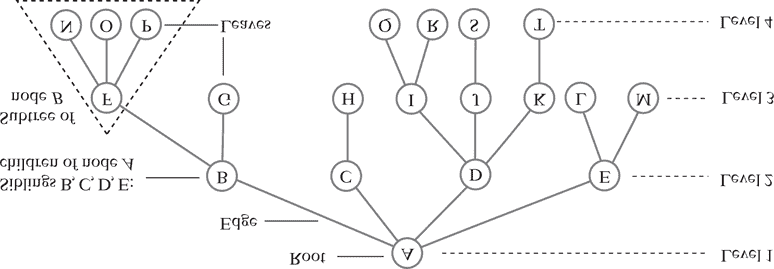 Root
A
Level 1
Edge
Siblings B, C, D, E:
children of node A
B
C
D
E
Level 2
Subtree of
node B
F
G
H
I
J
K
L
M
Level 3
N
O
P
Leaves
Q
R
S
T
Level 4